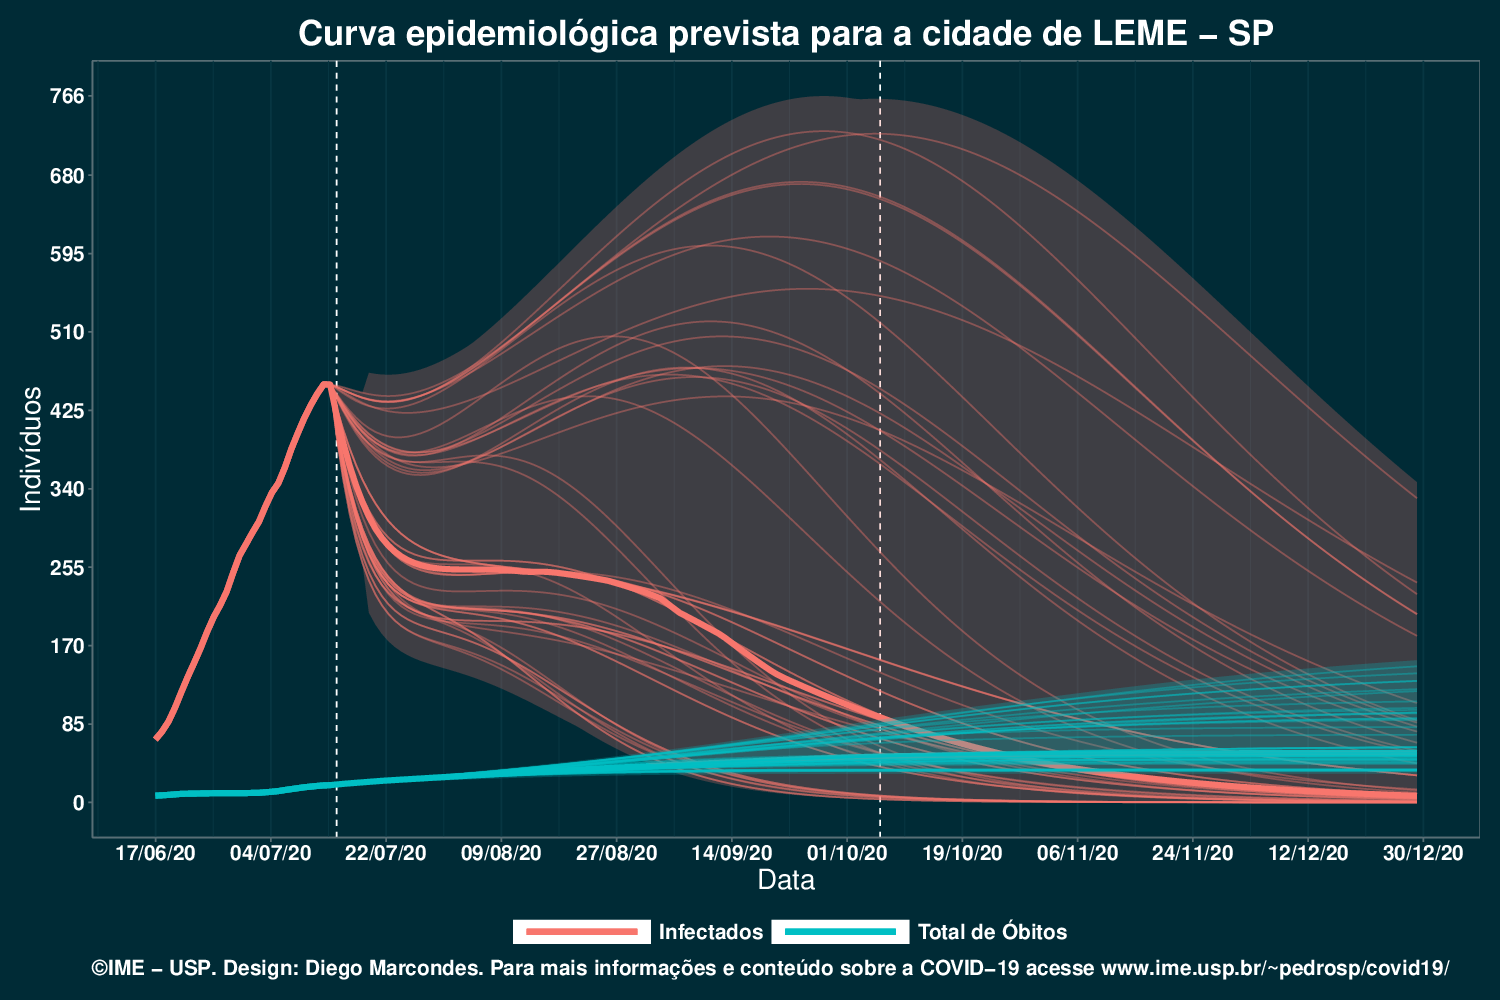 Curva epidemiológica prevista para a cidade de LEME – SP
766
680
595
510
425
340
255
170
85
0
Indivíduos
17/06/20 04/07/20 22/07/20 09/08/20 27/08/20 14/09/20 01/10/20 19/10/20 06/11/20 24/11/20 12/12/20 30/12/20
Data
Infectados Total de Óbitos
©IME – USP. Design: Diego Marcondes. Para mais informações e conteúdo sobre a COVID–19 acesse www.ime.usp.br/~pedrosp/covid19/